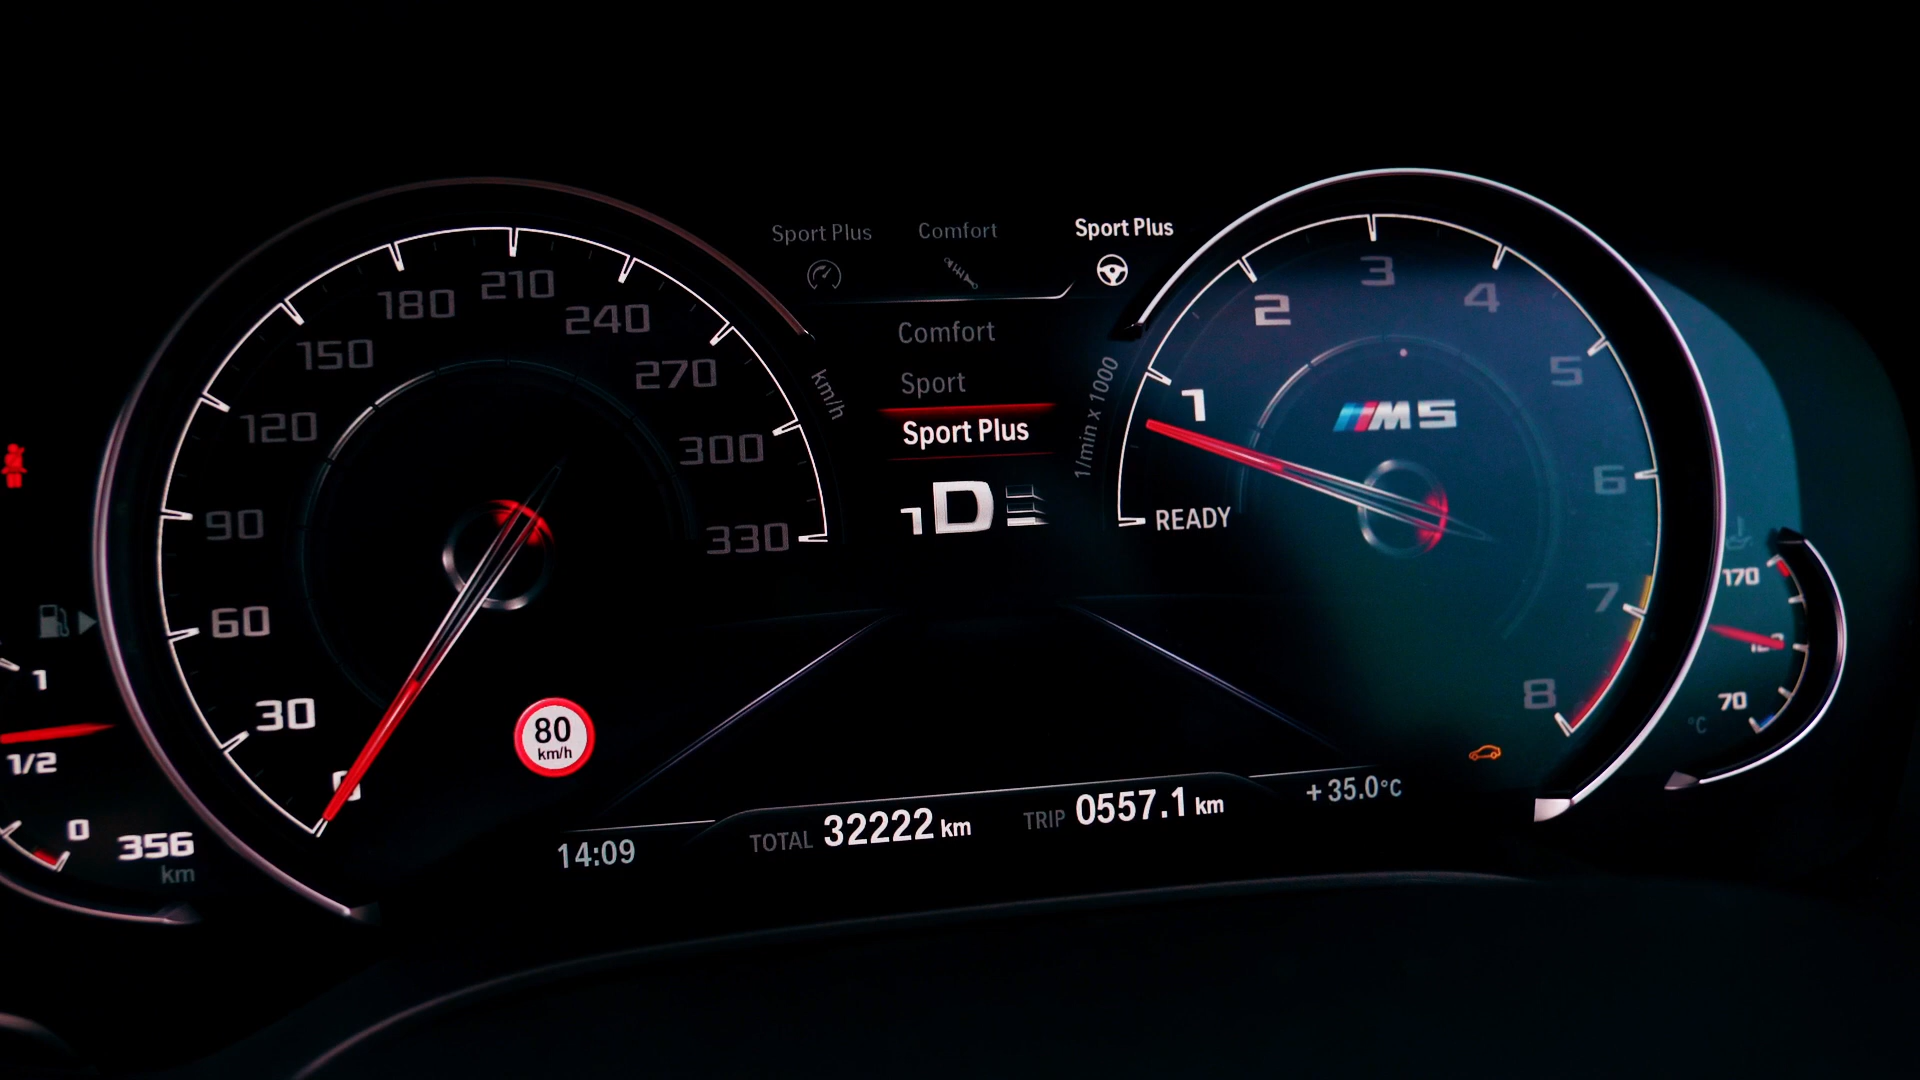 Sport Plus
Comfort
Sport Plus
Comfort
Sport
Sport Plus
1D
0
30
60
90
120
150
180
210
240
270
300
330
km/h
80
km/h
1/min x 1000
READY
1
2
3
4
5
6
7
8
M5
1
1/2
0
356
km
170
70
°C
14:09
TOTAL 32222 km
TRIP 0557.1 km
+35.0°C